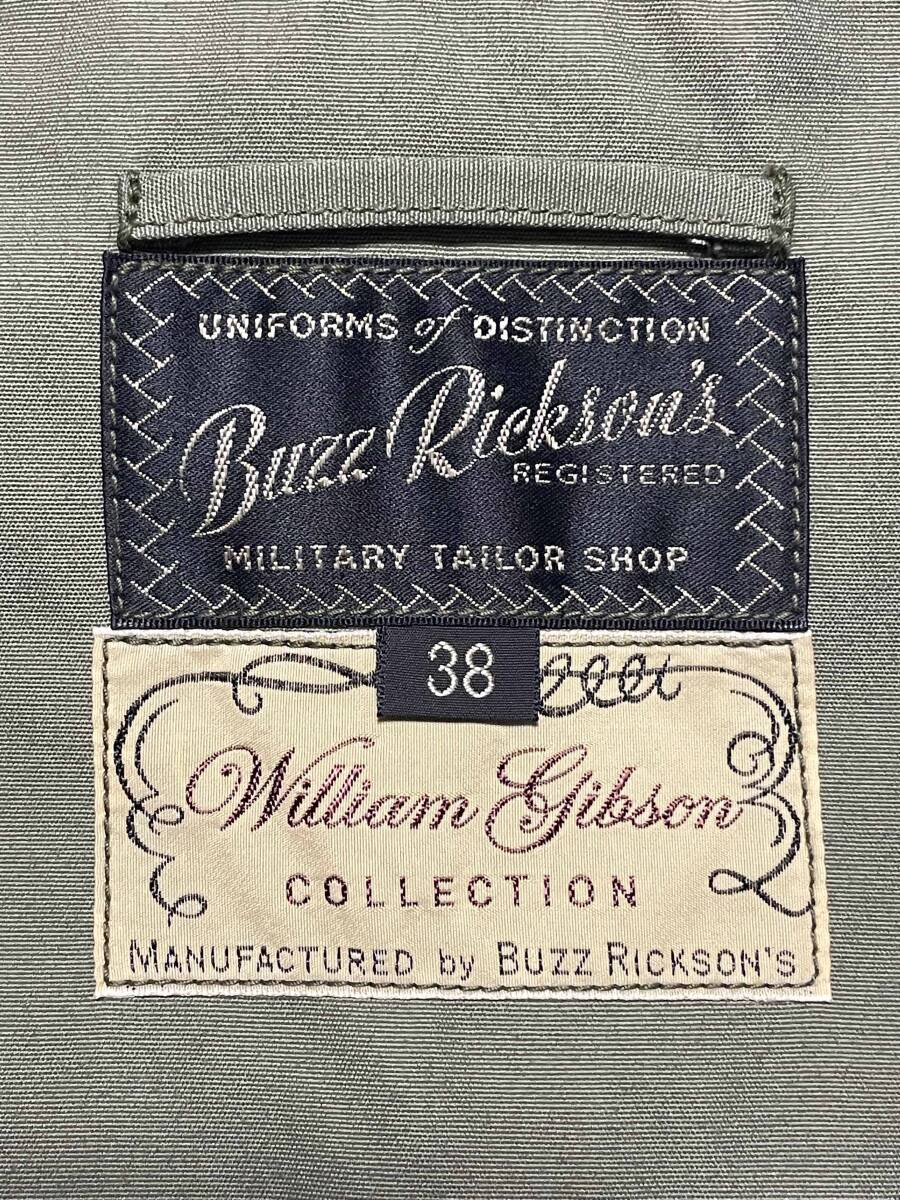 UNIFORMS of DISTINCTION
Buzz Rickson's
REGISTERED
MILITARY TAILOR SHOP
38
William Gibson
COLLECTION
MANUFACTURED by BUZZ RICKSON'S